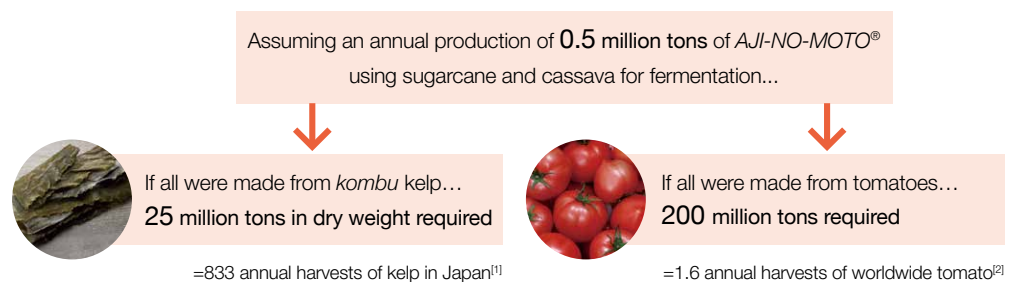 Assuming an annual production of 0.5 million tons of AJI-NO-MOTO®
using sugarcane and cassava for fermentation...
If all were made from kombu kelp…
25 million tons in dry weight required
=833 annual harvests of kelp in Japan[1]
If all were made from tomatoes…
200 million tons required
=1.6 annual harvests of worldwide tomato[2]